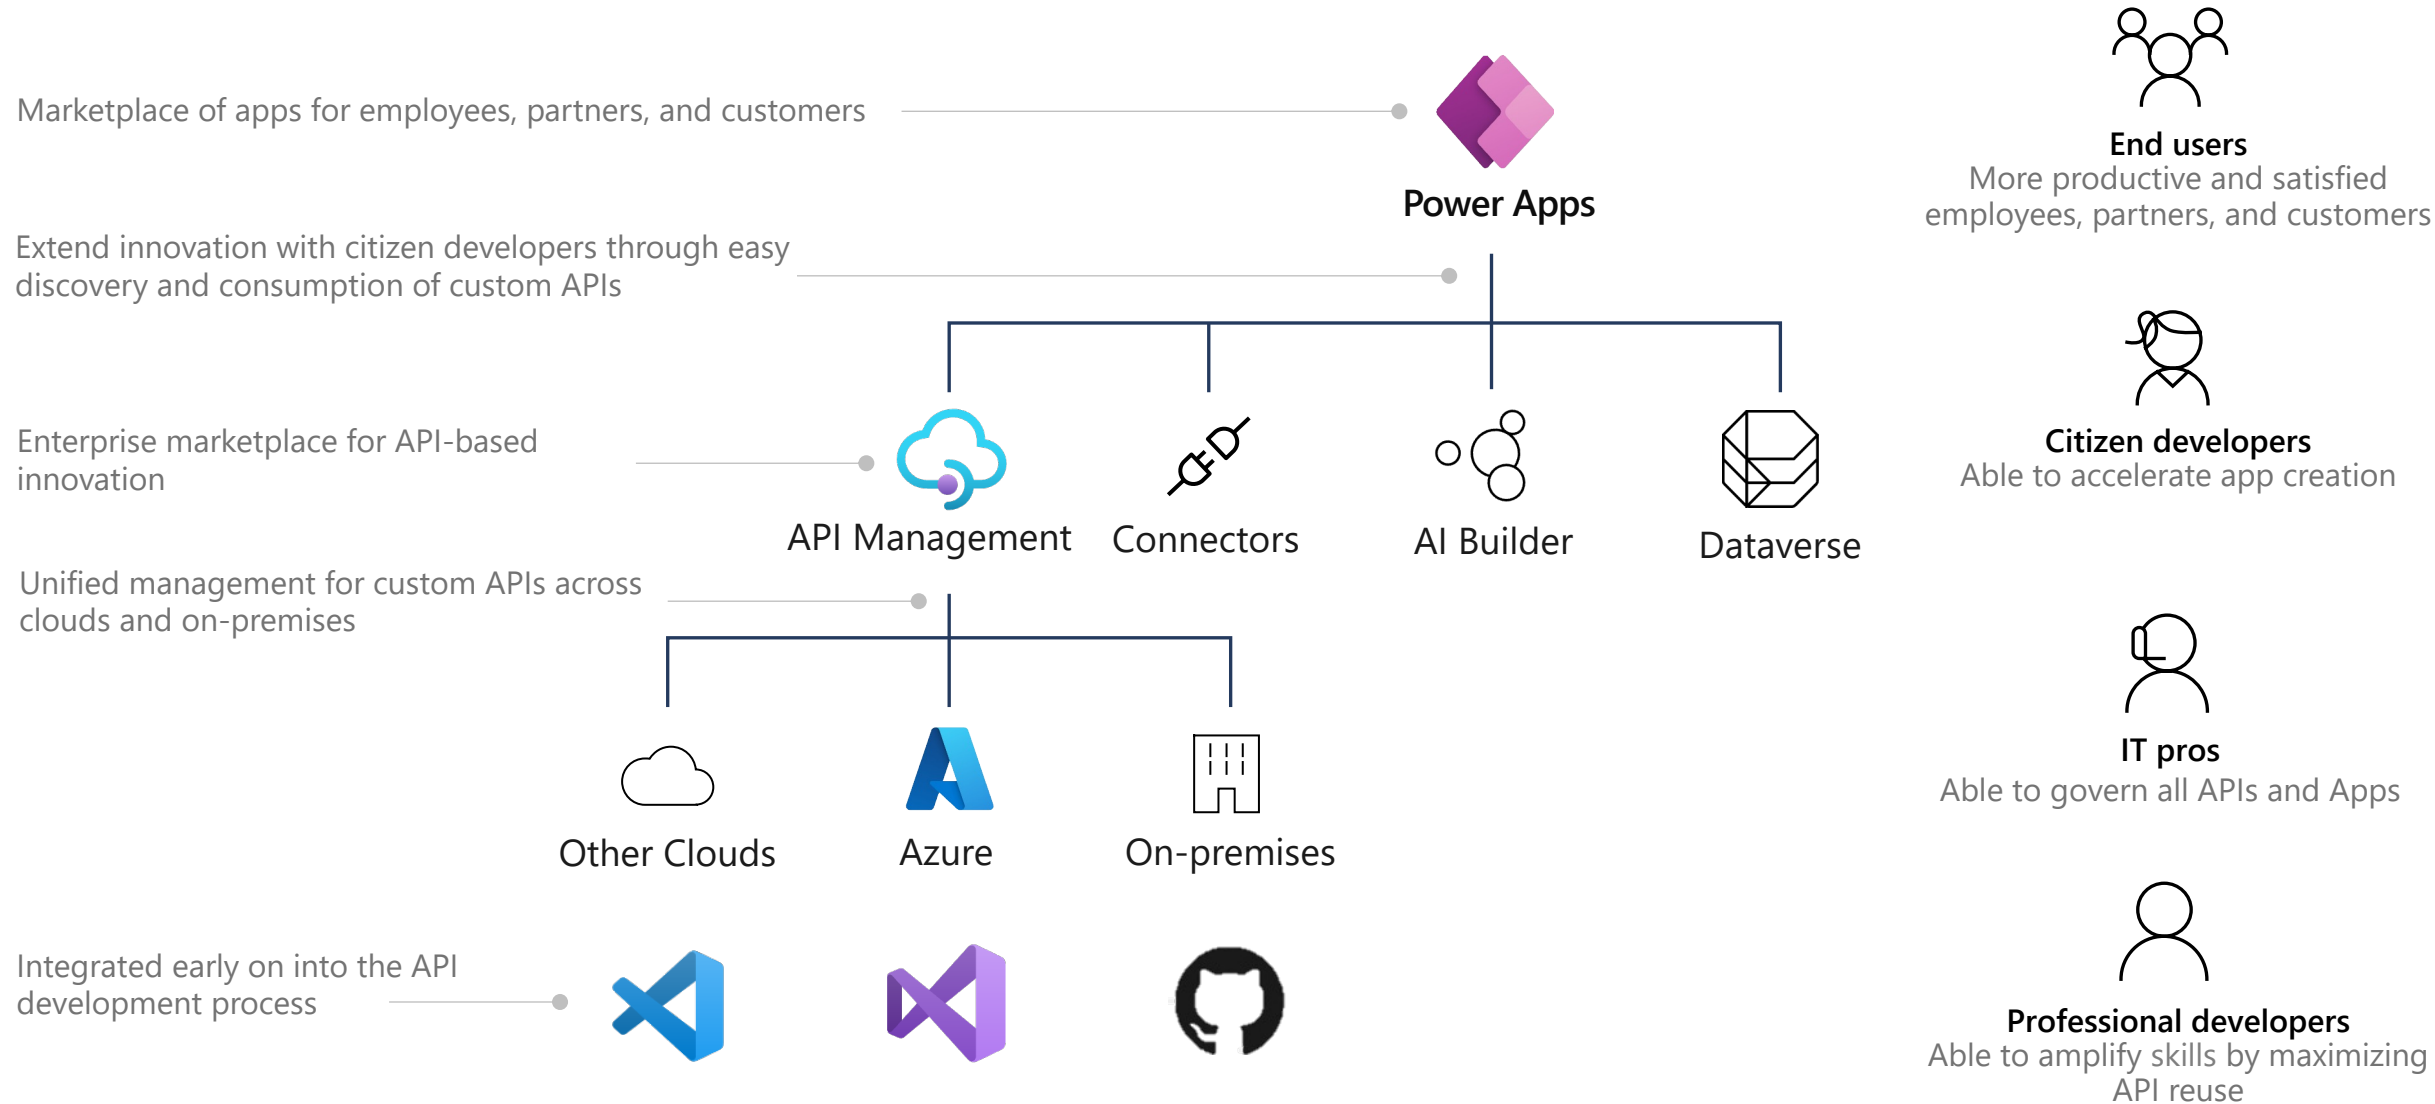 Marketplace of apps for employees, partners, and customers
Power Apps
Extend innovation with citizen developers through easy
discovery and consumption of custom APIs
Enterprise marketplace for API-based
innovation
API Management
Connectors
AI Builder
Dataverse
Unified management for custom APIs across
clouds and on-premises
Other Clouds
Azure
On-premises
Integrated early on into the API
development process
End users
More productive and satisfied
employees, partners, and customers
Citizen developers
Able to accelerate app creation
IT pros
Able to govern all APIs and Apps
Professional developers
Able to amplify skills by maximizing
API reuse